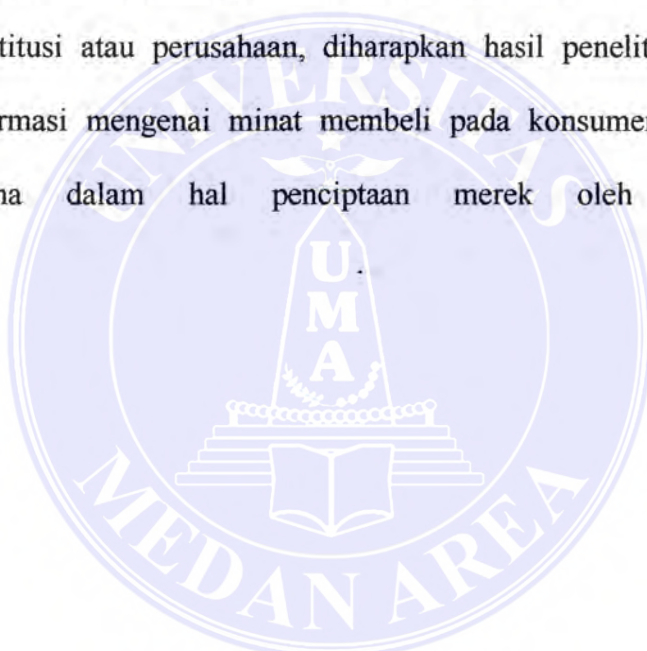 titusi atau perusahaan, diharapkan hasil penelit
rmasi mengenai minat membeli pada konsumen
na dalam hal penciptaan merek oleh
UNIVERSITAS
UMA
MEDAN AREA